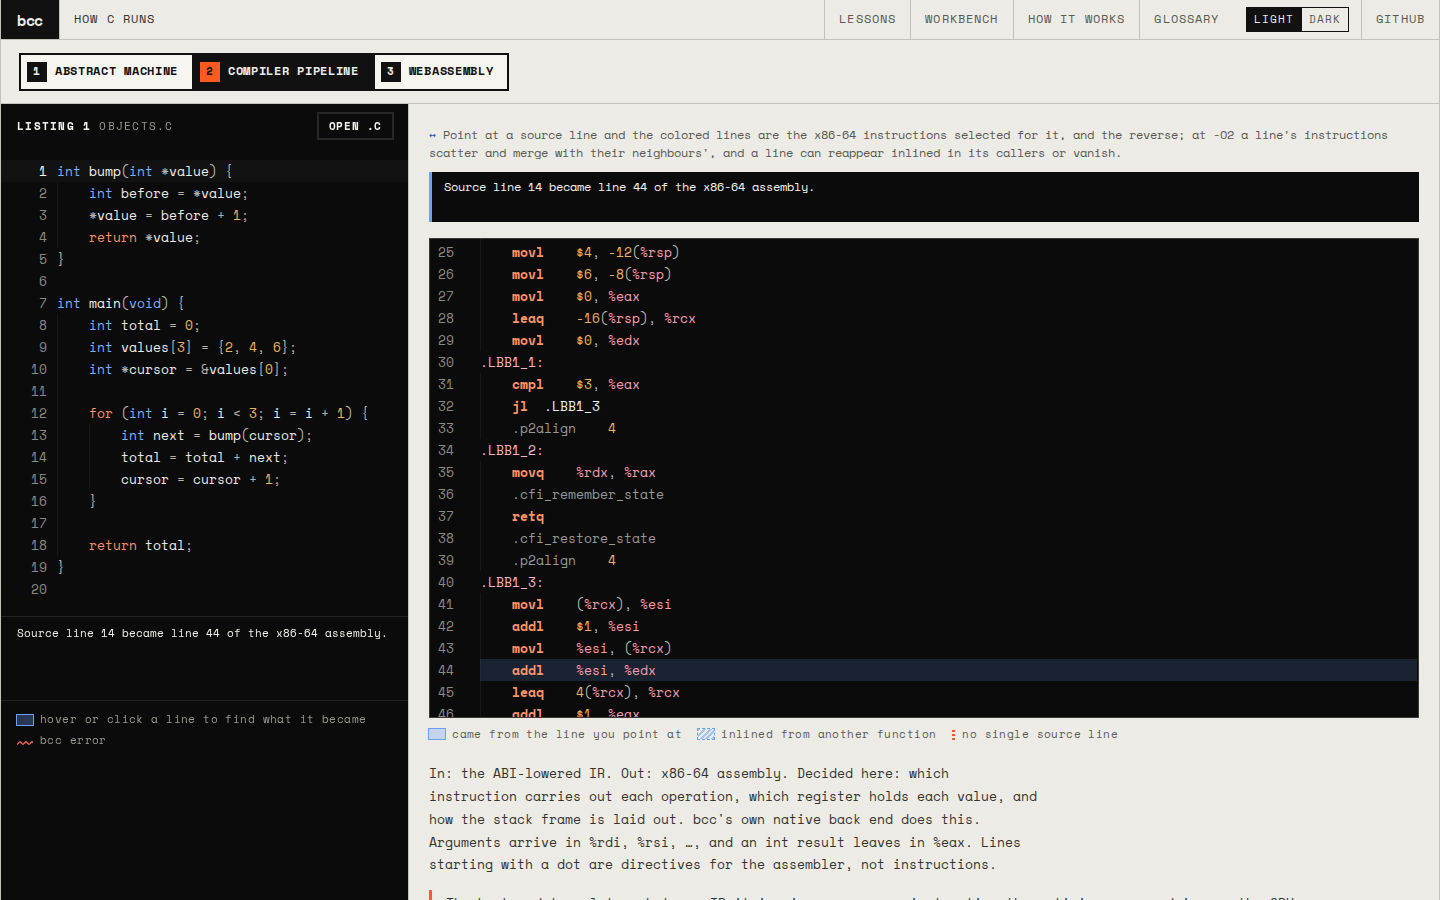 bcc HOW C RUNS LESSONS WORKBENCH HOW IT WORKS GLOSSARY LIGHT DARK GITHUB
1 ABSTRACT MACHINE 2 COMPILER PIPELINE 3 WEBASSEMBLY
LISTING 1 OBJECTS.C OPEN .C
1 int bump(int *value) {
2 int before = *value;
3 *value = before + 1;
4 return *value;
5 }
6
7 int main(void) {
8 int total = 0;
9 int values[3] = {2, 4, 6};
10 int *cursor = &values[0];
11
12 for (int i = 0; i < 3; i = i + 1) {
13 int next = bump(cursor);
14 total = total + next;
15 cursor = cursor + 1;
16 }
17
18 return total;
19 }
20
Source line 14 became line 44 of the x86-64 assembly.
hover or click a line to find what it became
bcc error
↔ Point at a source line and the colored lines are the x86-64 instructions selected for it, and the reverse; at -O2 a line's instructions
scatter and merge with their neighbours', and a line can reappear inlined in its callers or vanish.
Source line 14 became line 44 of the x86-64 assembly.
25 movl $4, -12(%rsp)
26 movl $6, -8(%rsp)
27 movl $0, %eax
28 leaq -16(%rsp), %rcx
29 movl $0, %edx
30 .LBB1_1:
31 cmpl $3, %eax
32 jl .LBB1_3
33 .p2align 4
34 .LBB1_2:
35 movq %rdx, %rax
36 .cfi_remember_state
37 retq
38 .cfi_restore_state
39 .p2align 4
40 .LBB1_3:
41 movl (%rcx), %esi
42 addl $1, %esi
43 movl %esi, (%rcx)
44 addl %esi, %edx
45 leaq 4(%rcx), %rcx
46 addl $1, %eax
came from the line you point at inlined from another function no single source line
In: the ABI-lowered IR. Out: x86-64 assembly. Decided here: which
instruction carries out each operation, which register holds each value, and
how the stack frame is laid out. bcc's own native back end does this.
Arguments arrive in %rdi, %rsi, …, and an int result leaves in %eax. Lines
starting with a dot are directives for the assembler, not instructions.